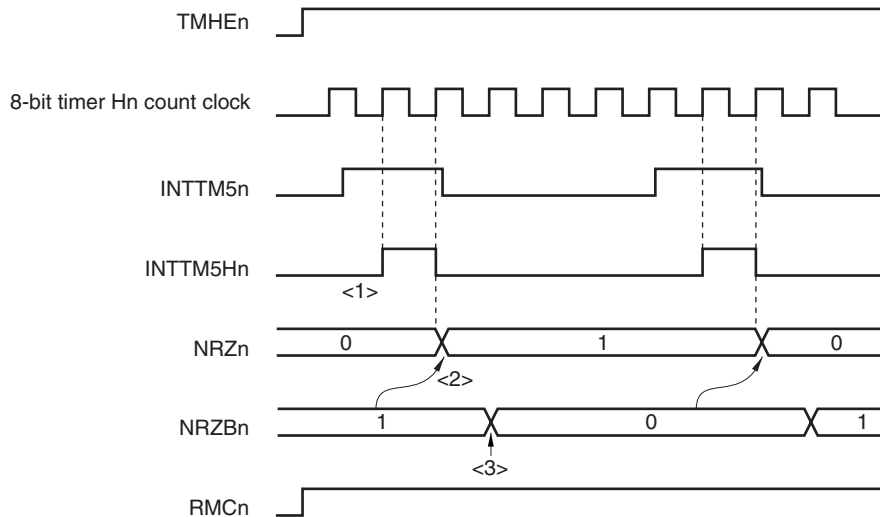 TMHEn
8-bit timer Hn count clock
INTTM5n
INTTM5Hn
<1>
NRZn
0
1
0
<2>
NRZBn
1
0
1
<3>
RMCn